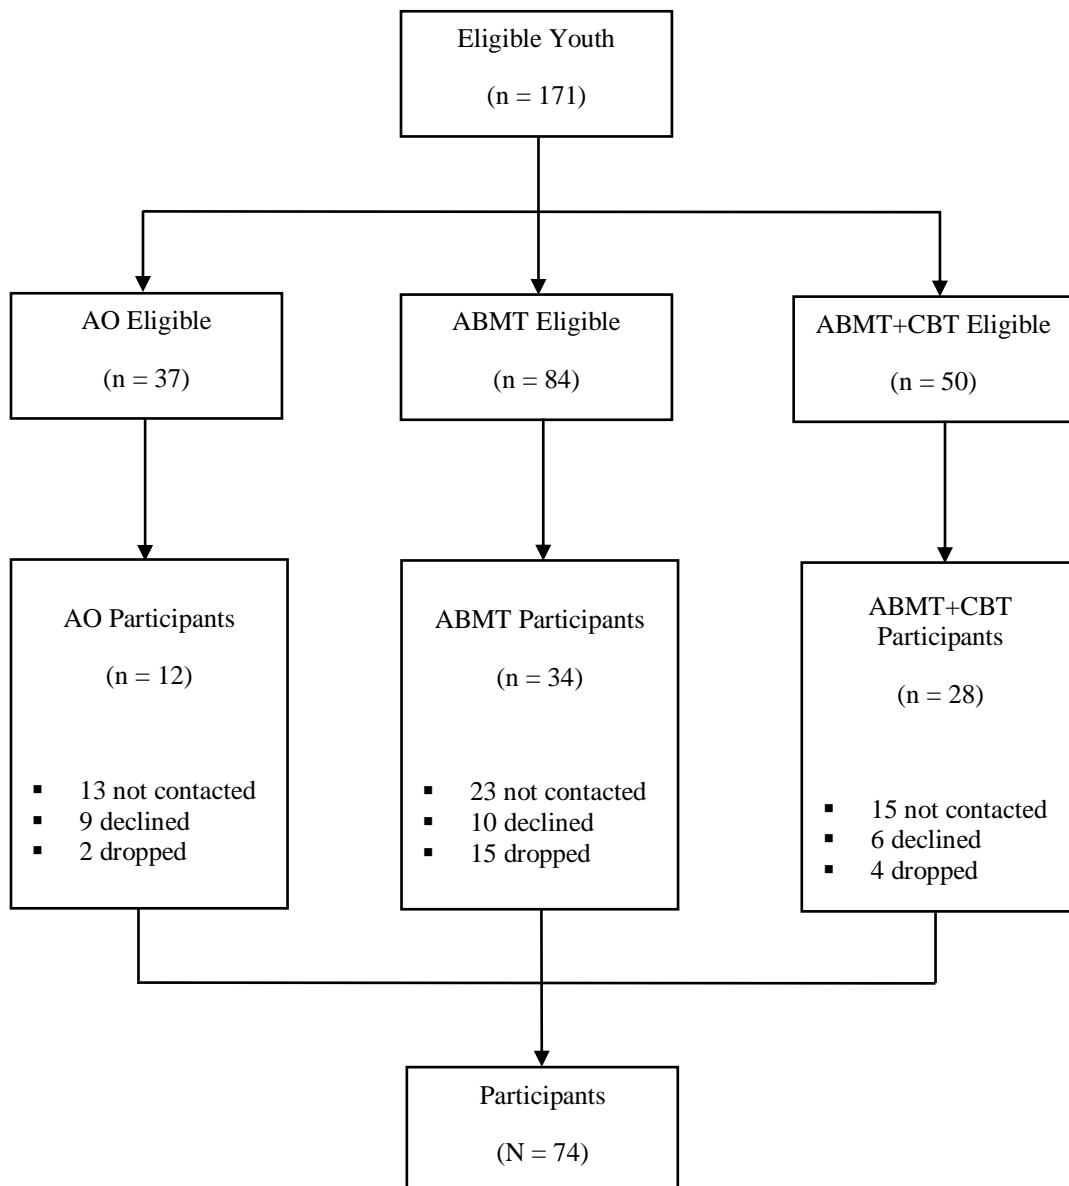 Eligible Youth
(n = 171)
AO Eligible
(n = 37)
ABMT Eligible
(n = 84)
ABMT+CBT Eligible
(n = 50)
AO Participants
(n = 12)
▪ 13 not contacted
▪ 9 declined
▪ 2 dropped
ABMT Participants
(n = 34)
▪ 23 not contacted
▪ 10 declined
▪ 15 dropped
ABMT+CBT
Participants
(n = 28)
▪ 15 not contacted
▪ 6 declined
▪ 4 dropped
Participants
(N = 74)